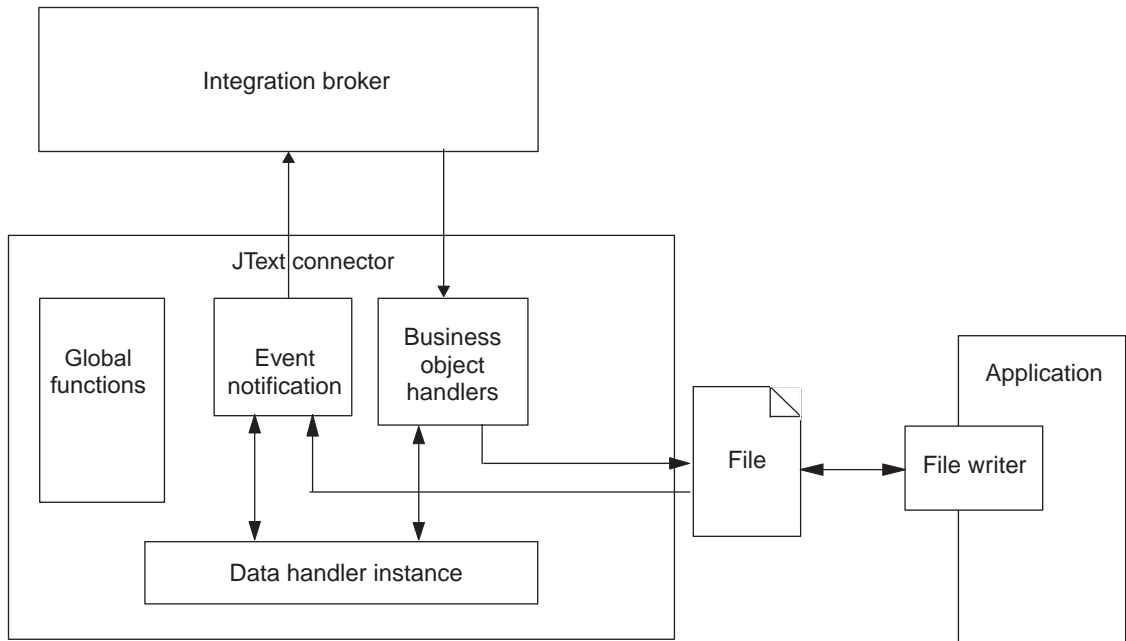 Integration broker
JText connector
Global
functions
Event
notification
Business
object
handlers
Application
File
File writer
Data handler instance